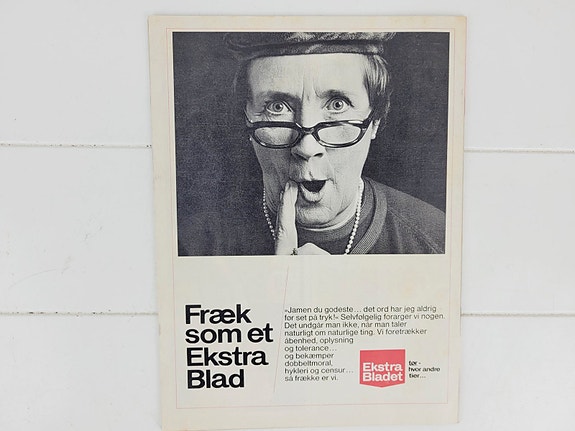 Fræk
som et
Ekstra
Blad
»Jamen du godeste... det ord har jeg aldrig
før set på tryk!« Selvfølgelig forarger vi nogen.
Det undgår man ikke, når man taler
naturligt om naturlige ting. Vi foretrækker
åbenhed, oplysning
og tolerance...
og bekæmper
dobbeltmoral,
hykleri og censur...
så frække er vi.
Ekstra
Bladet
tør -
hvor andre
tier...